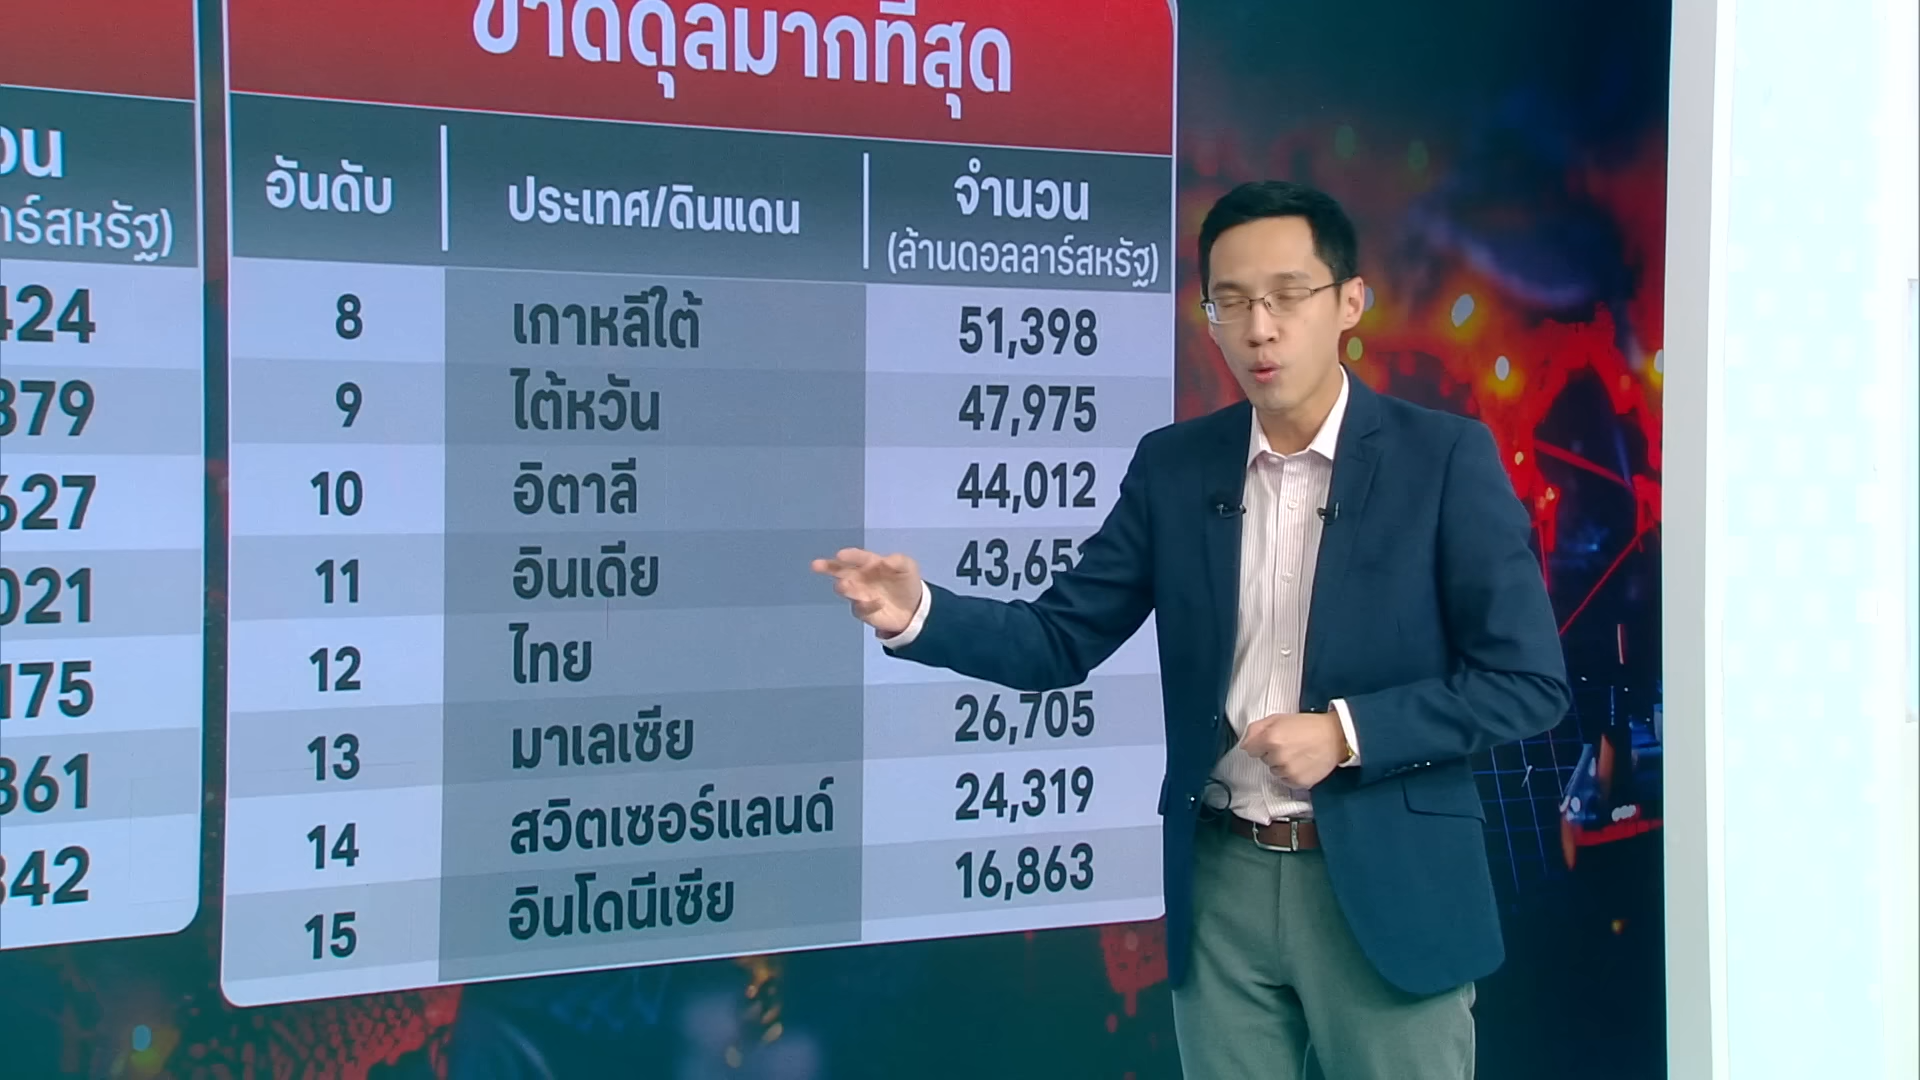 ขาดดุลมากที่สุด
อันดับ ประเทศ/ดินแดน จำนวน
(ล้านดอลลาร์สหรัฐ)
8 เกาหลีใต้ 51,398
9 ไต้หวัน 47,975
10 อิตาลี 44,012
11 อินเดีย 43,65
12 ไทย
13 มาเลเซีย 26,705
14 สวิตเซอร์แลนด์ 24,319
15 อินโดนีเซีย 16,863
424
379
627
021
175
361
342